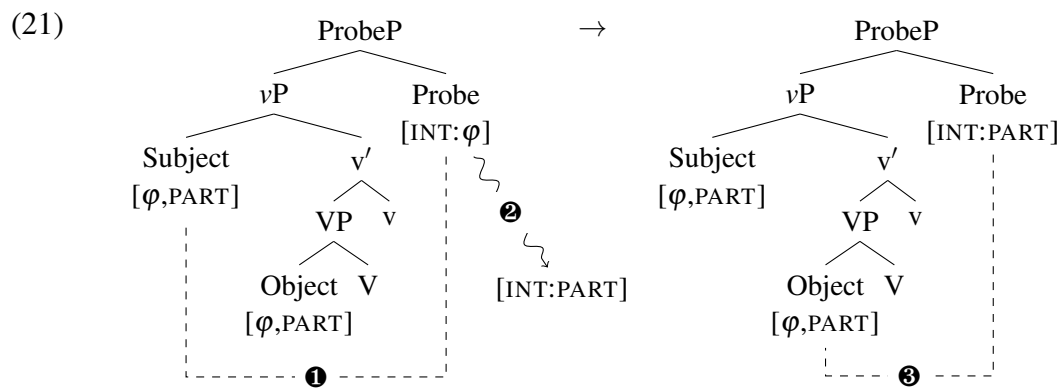 (21) ProbeP → ProbeP
vP Probe vP Probe
[INT:φ] [INT:PART]
Subject v′ Subject v′
[φ,PART] [φ,PART]
❷
VP v VP v
Object V [INT:PART] Object V
[φ,PART] [φ,PART]
❶ ❸